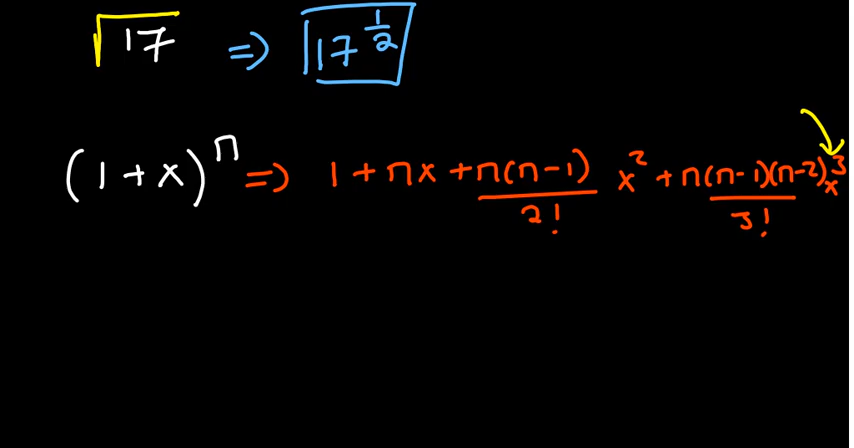 √17 => 17^(1/2)
(1+x)^n => 1 + nx + n(n-1)/2! x^2 + n(n-1)(n-2)/3! x^3